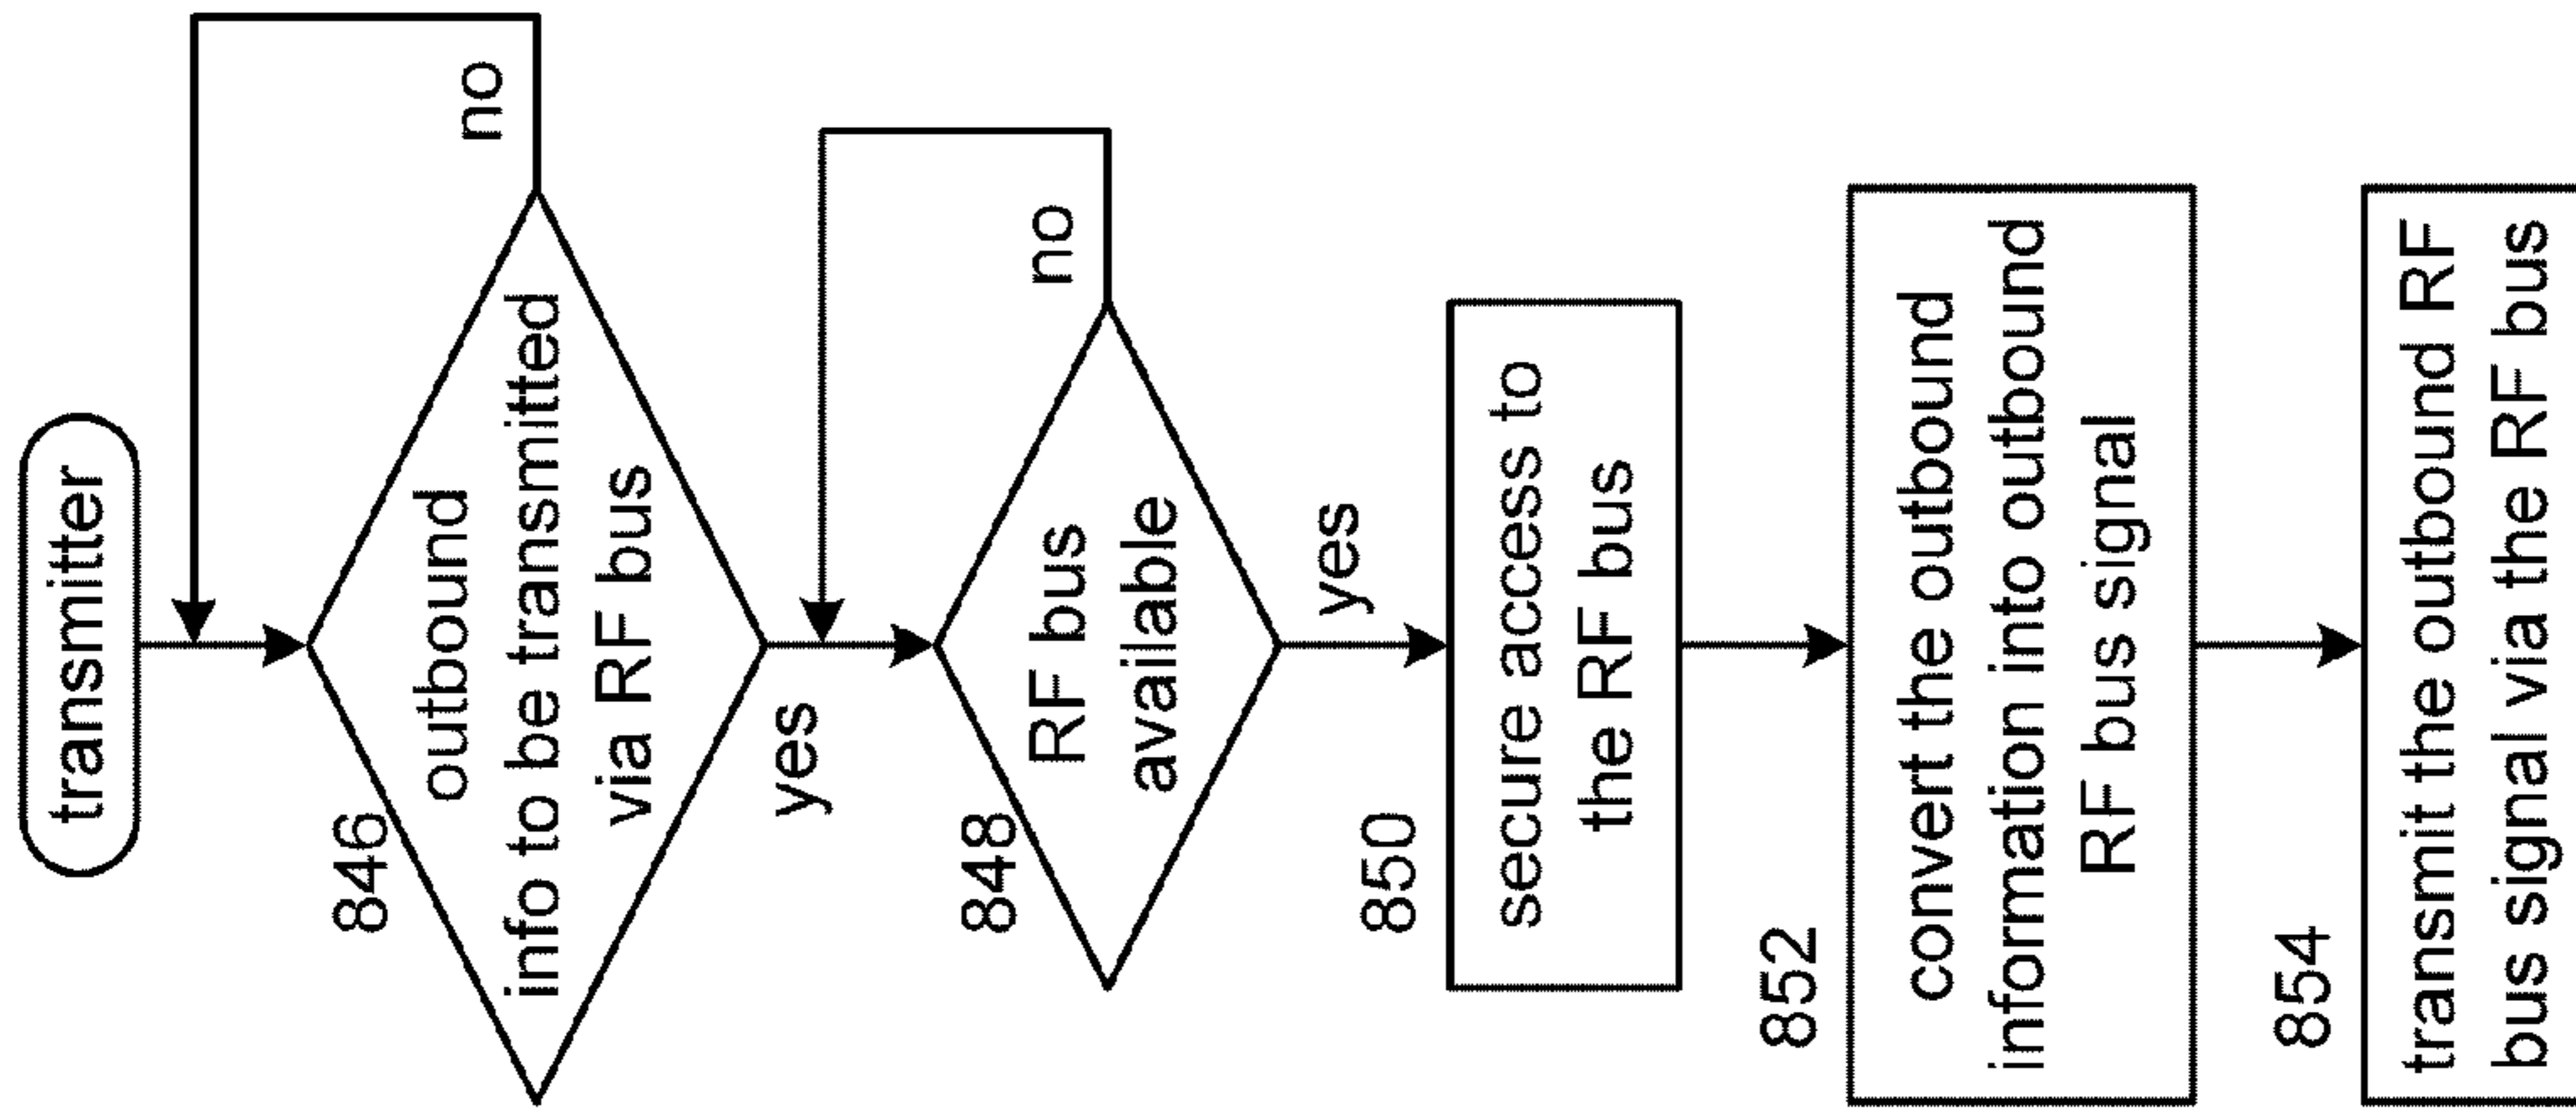 transmitter
846
outbound
info to be transmitted
via RF bus
no
yes
848
RF bus
available
no
yes
850
secure access to
the RF bus
852
convert the outbound
information into outbound
RF bus signal
854
transmit the outbound RF
bus signal via the RF bus